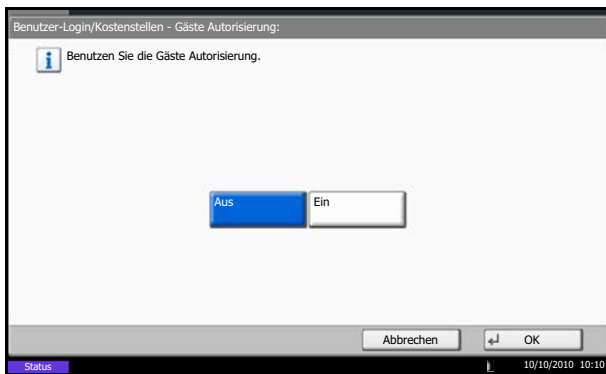 Benutzer-Login/Kostenstellen - Gäste Autorisierung:
Benutzen Sie die Gäste Autorisierung.
Aus
Ein
Abbrechen
OK
Status
10/10/2010 10:10